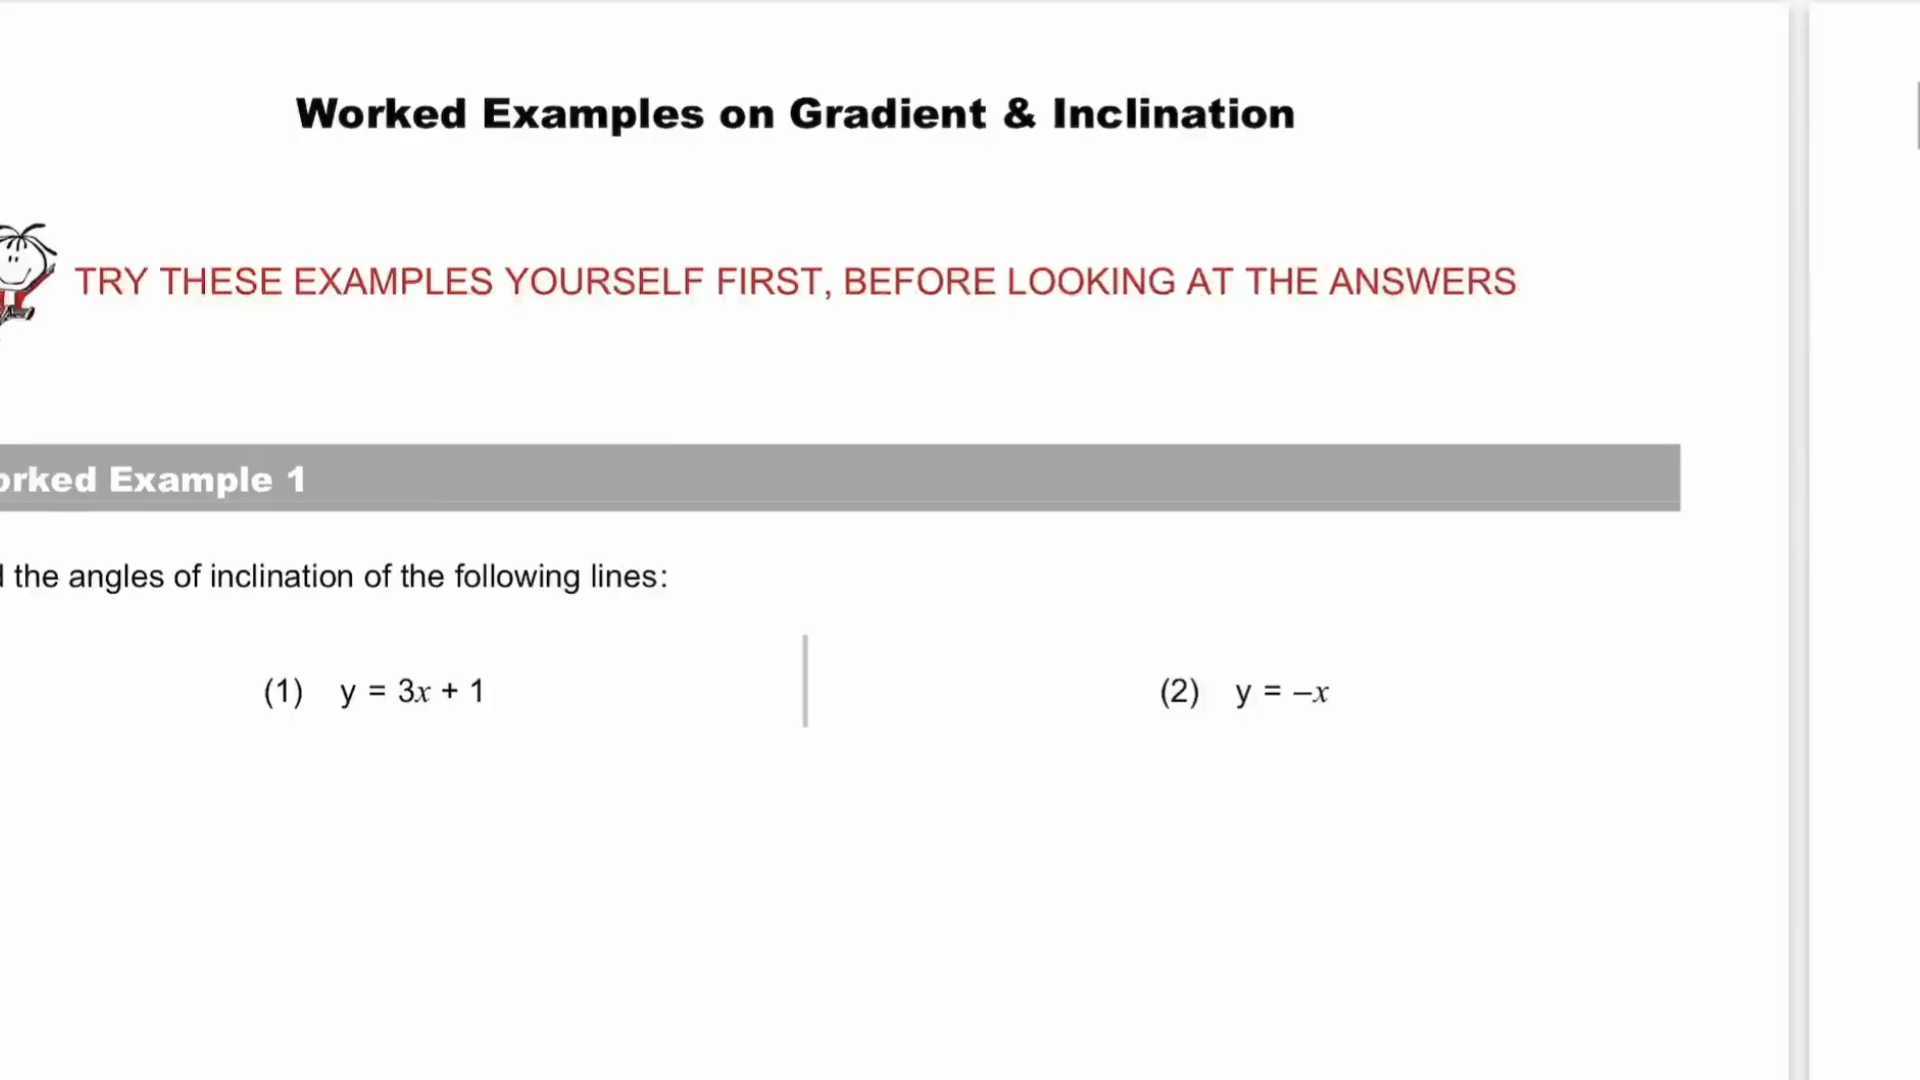 Worked Examples on Gradient & Inclination
TRY THESE EXAMPLES YOURSELF FIRST, BEFORE LOOKING AT THE ANSWERS
orked Example 1
the angles of inclination of the following lines:
(1) y = 3x + 1
(2) y = –x